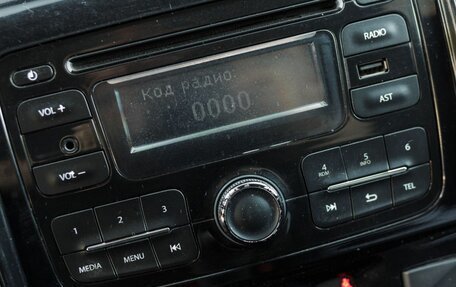 Код радио:
0000
RADIO
AST
VOL +
VOL −
1
2
3
MEDIA
MENU
4
RDM
5
INFO
6
TEL